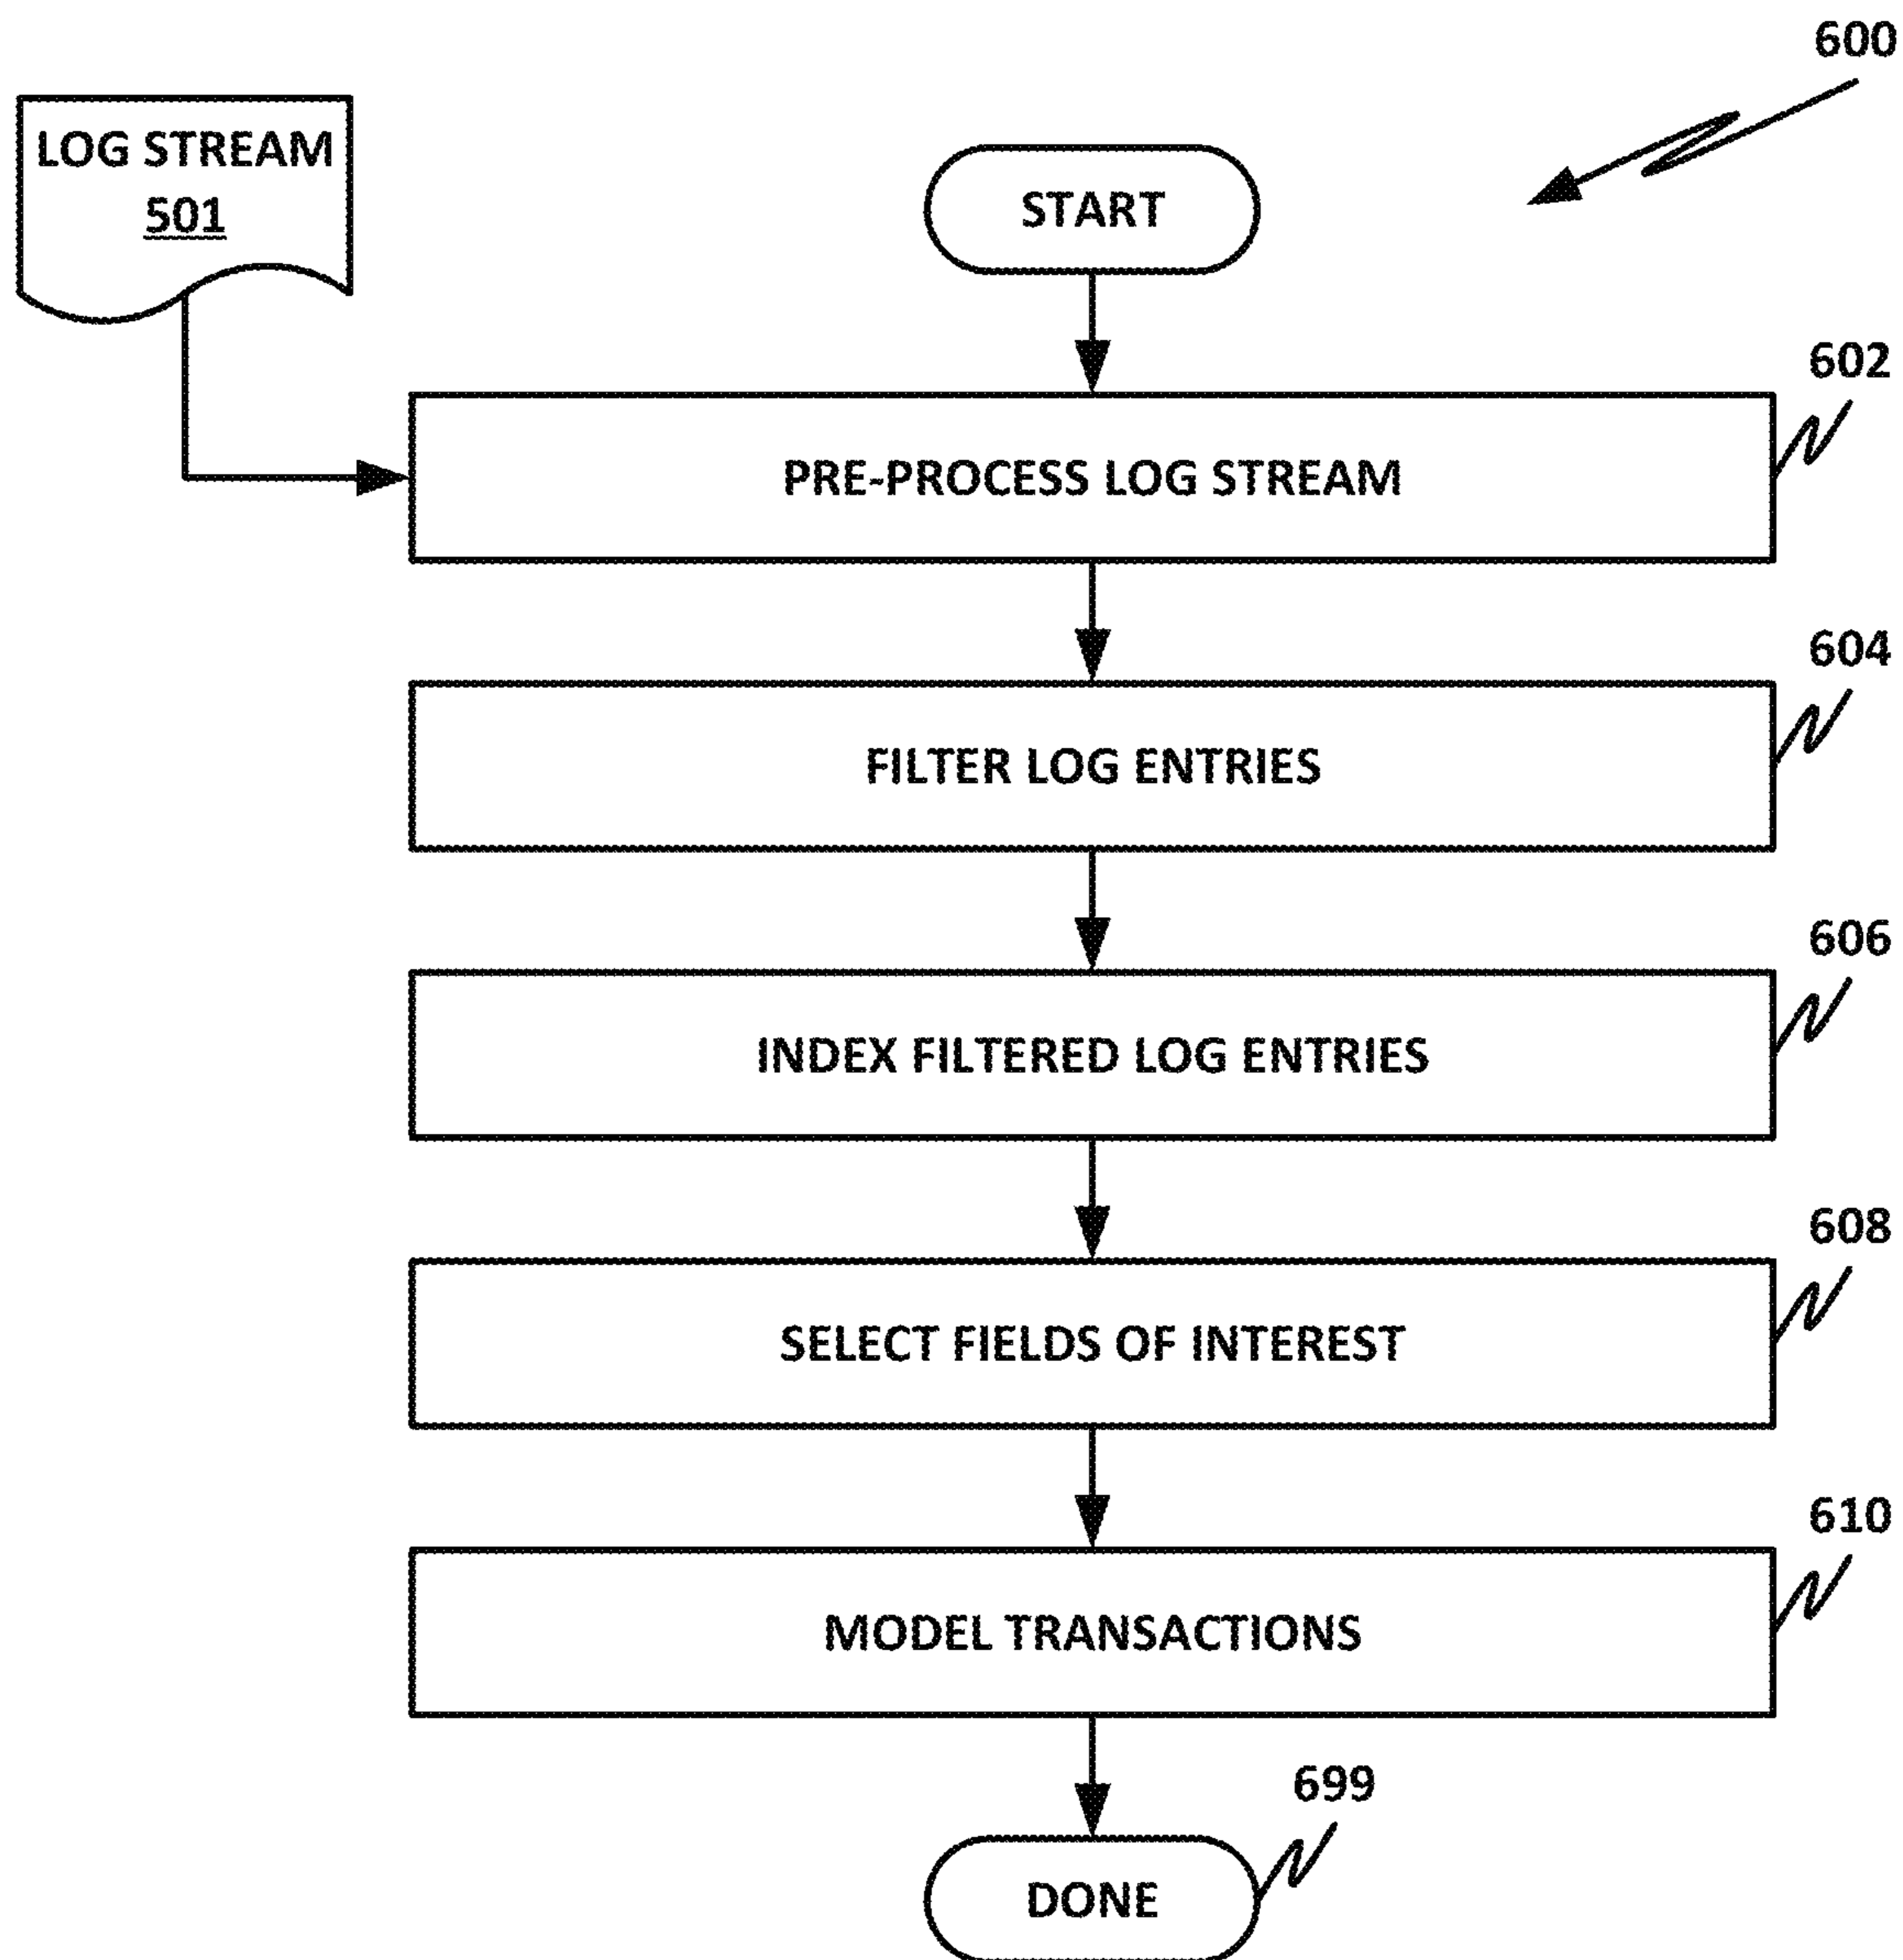 600
LOG STREAM
501
START
602
PRE-PROCESS LOG STREAM
604
FILTER LOG ENTRIES
606
INDEX FILTERED LOG ENTRIES
608
SELECT FIELDS OF INTEREST
610
MODEL TRANSACTIONS
699
DONE